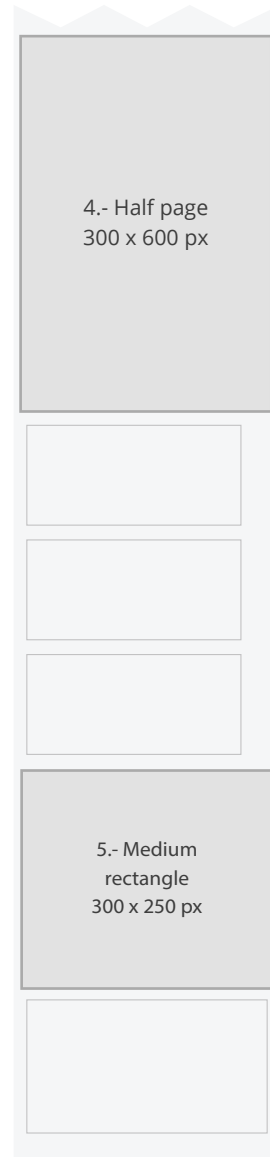 4.- Half page
300 x 600 px
5.- Medium
rectangle
300 x 250 px